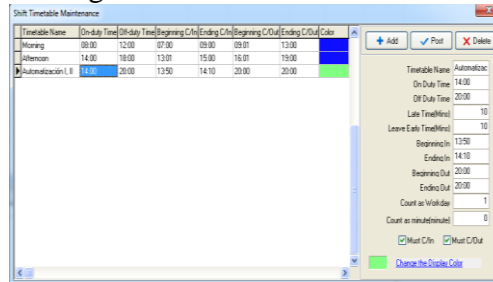 Shift Timetable Maintenance
Timetable Name On-duty Time Off-duty Time Beginning C/In Ending C/In Beginning C/Out Ending C/Out Color
Morning 08:00 12:00 07:00 09:00 09:01 13:00
Afternoon 14:00 18:00 13:01 15:00 16:01 19:00
Automatización I, II 14:00 20:00 13:50 14:10 20:00 20:00
Add Post Delete
Timetable Name Automatizac
On Duty Time 14:00
Off Duty Time 20:00
Late Time(Mins) 10
Leave Early Time(Mins) 10
Beginning In 13:50
Ending In 14:10
Beginning Out 20:00
Ending Out 20:00
Count as Workday 1
Count as minute(minute) 0
Must C/In Must C/Out
Change the Display Color